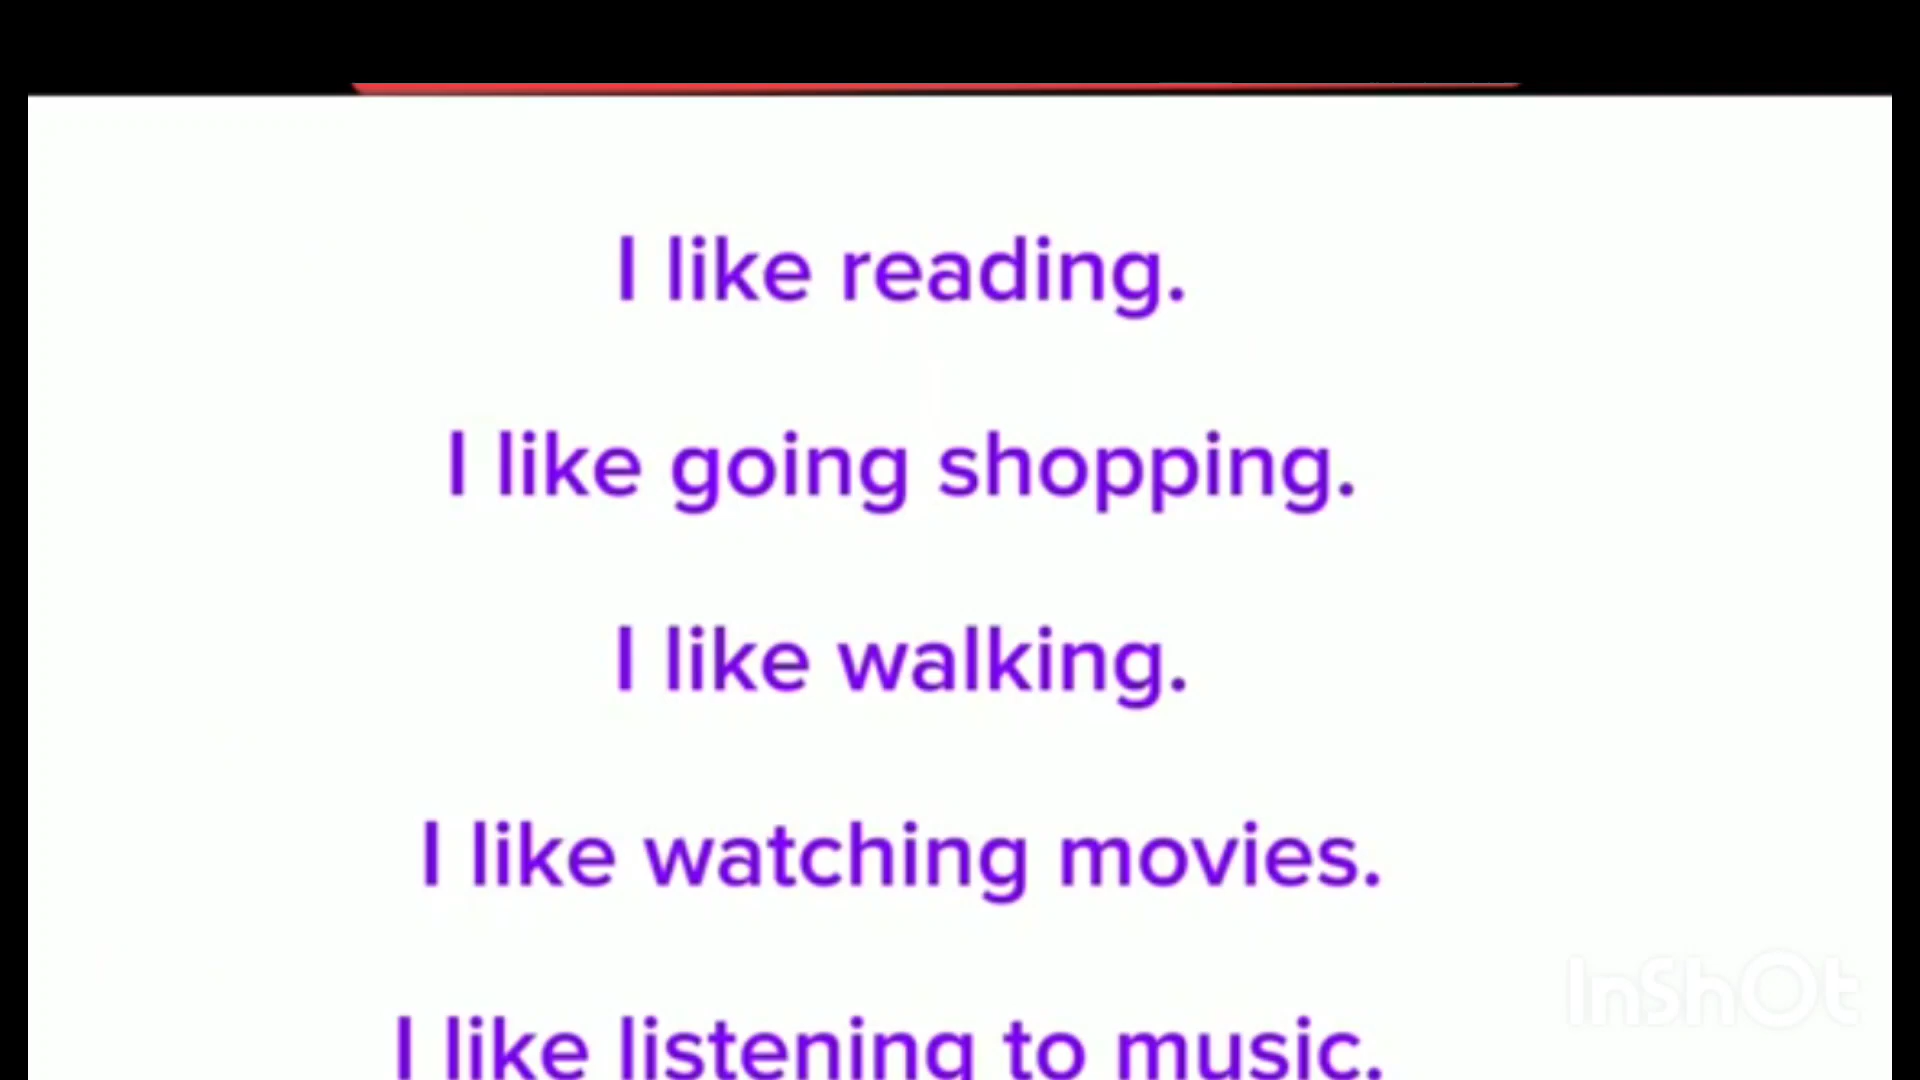 I like reading.
I like going shopping.
I like walking.
I like watching movies.
I like listening to music.
InShOt